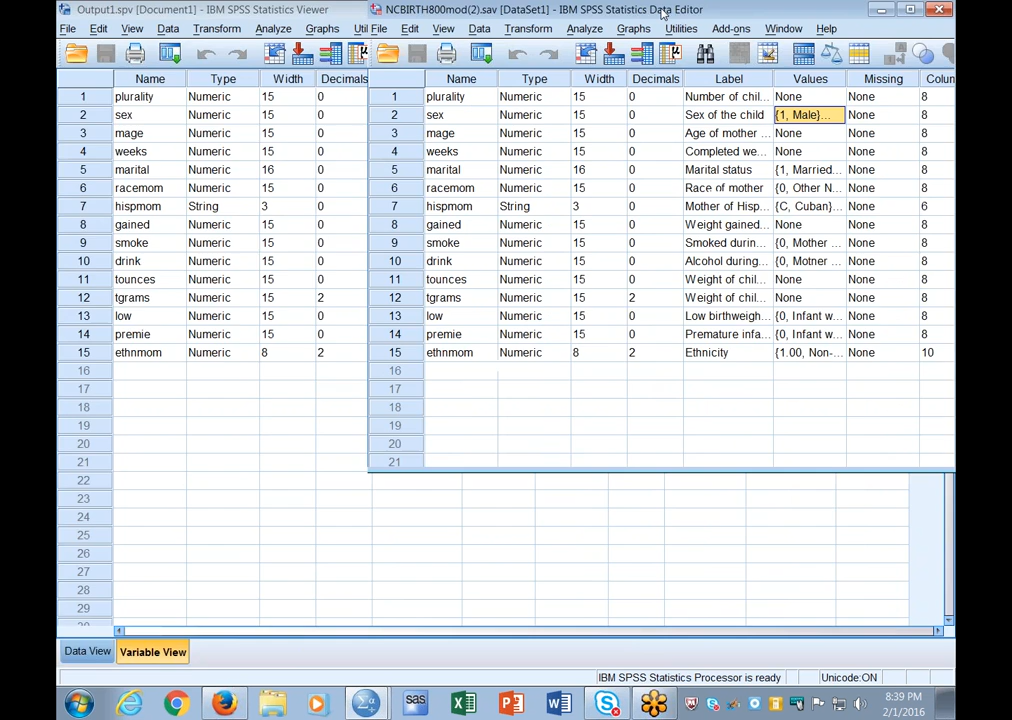 Output1.spv [Document1] - IBM SPSS Statistics Viewer
File Edit View Data Transform Analyze Graphs Uti
Name Type Width Decimals
1 plurality Numeric 15 0
2 sex Numeric 15 0
3 mage Numeric 15 0
4 weeks Numeric 15 0
5 marital Numeric 16 0
6 racemom Numeric 15 0
7 hispmom String 3 0
8 gained Numeric 15 0
9 smoke Numeric 15 0
10 drink Numeric 15 0
11 tounces Numeric 15 0
12 tgrams Numeric 15 2
13 low Numeric 15 0
14 premie Numeric 15 0
15 ethnmom Numeric 8 2
16
17
18
19
20
21
22
23
24
25
26
27
28
29
NCBIRTH800mod(2).sav [DataSet1] - IBM SPSS Statistics Data Editor
File Edit View Data Transform Analyze Graphs Utilities Add-ons Window Help
Name Type Width Decimals Label Values Missing Colun
1 plurality Numeric 15 0 Number of chil... None None 8
2 sex Numeric 15 0 Sex of the child {1, Male}... None 8
3 mage Numeric 15 0 Age of mother ... None None 8
4 weeks Numeric 15 0 Completed we... None None 8
5 marital Numeric 16 0 Marital status {1, Married... None 8
6 racemom Numeric 15 0 Race of mother {0, Other N... None 8
7 hispmom String 3 0 Mother of Hisp... {C, Cuban}... None 6
8 gained Numeric 15 0 Weight gained... None None 8
9 smoke Numeric 15 0 Smoked durin... {0, Mother ... None 8
10 drink Numeric 15 0 Alcohol during... {0, Mother ... None 8
11 tounces Numeric 15 0 Weight of chil... None None 8
12 tgrams Numeric 15 2 Weight of chil... None None 8
13 low Numeric 15 0 Low birthweigh... {0, Infant w... None 8
14 premie Numeric 15 0 Premature infa... {0, Infant w... None 8
15 ethnmom Numeric 8 2 Ethnicity {1.00, Non-... None 10
16
17
18
19
20
21
Data View Variable View
IBM SPSS Statistics Processor is ready Unicode:ON
sas
8:39 PM
2/1/2016